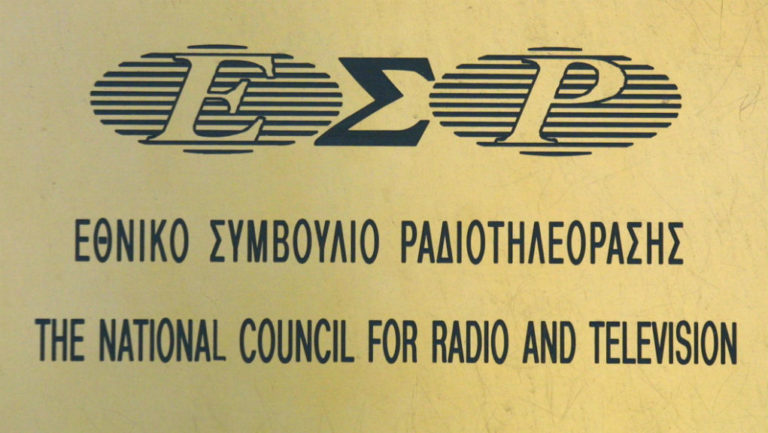 ΕΣΡ
ΕΘΝΙΚΟ ΣΥΜΒΟΥΛΙΟ ΡΑΔΙΟΤΗΛΕΟΡΑΣΗΣ
THE NATIONAL COUNCIL FOR RADIO AND TELEVISION